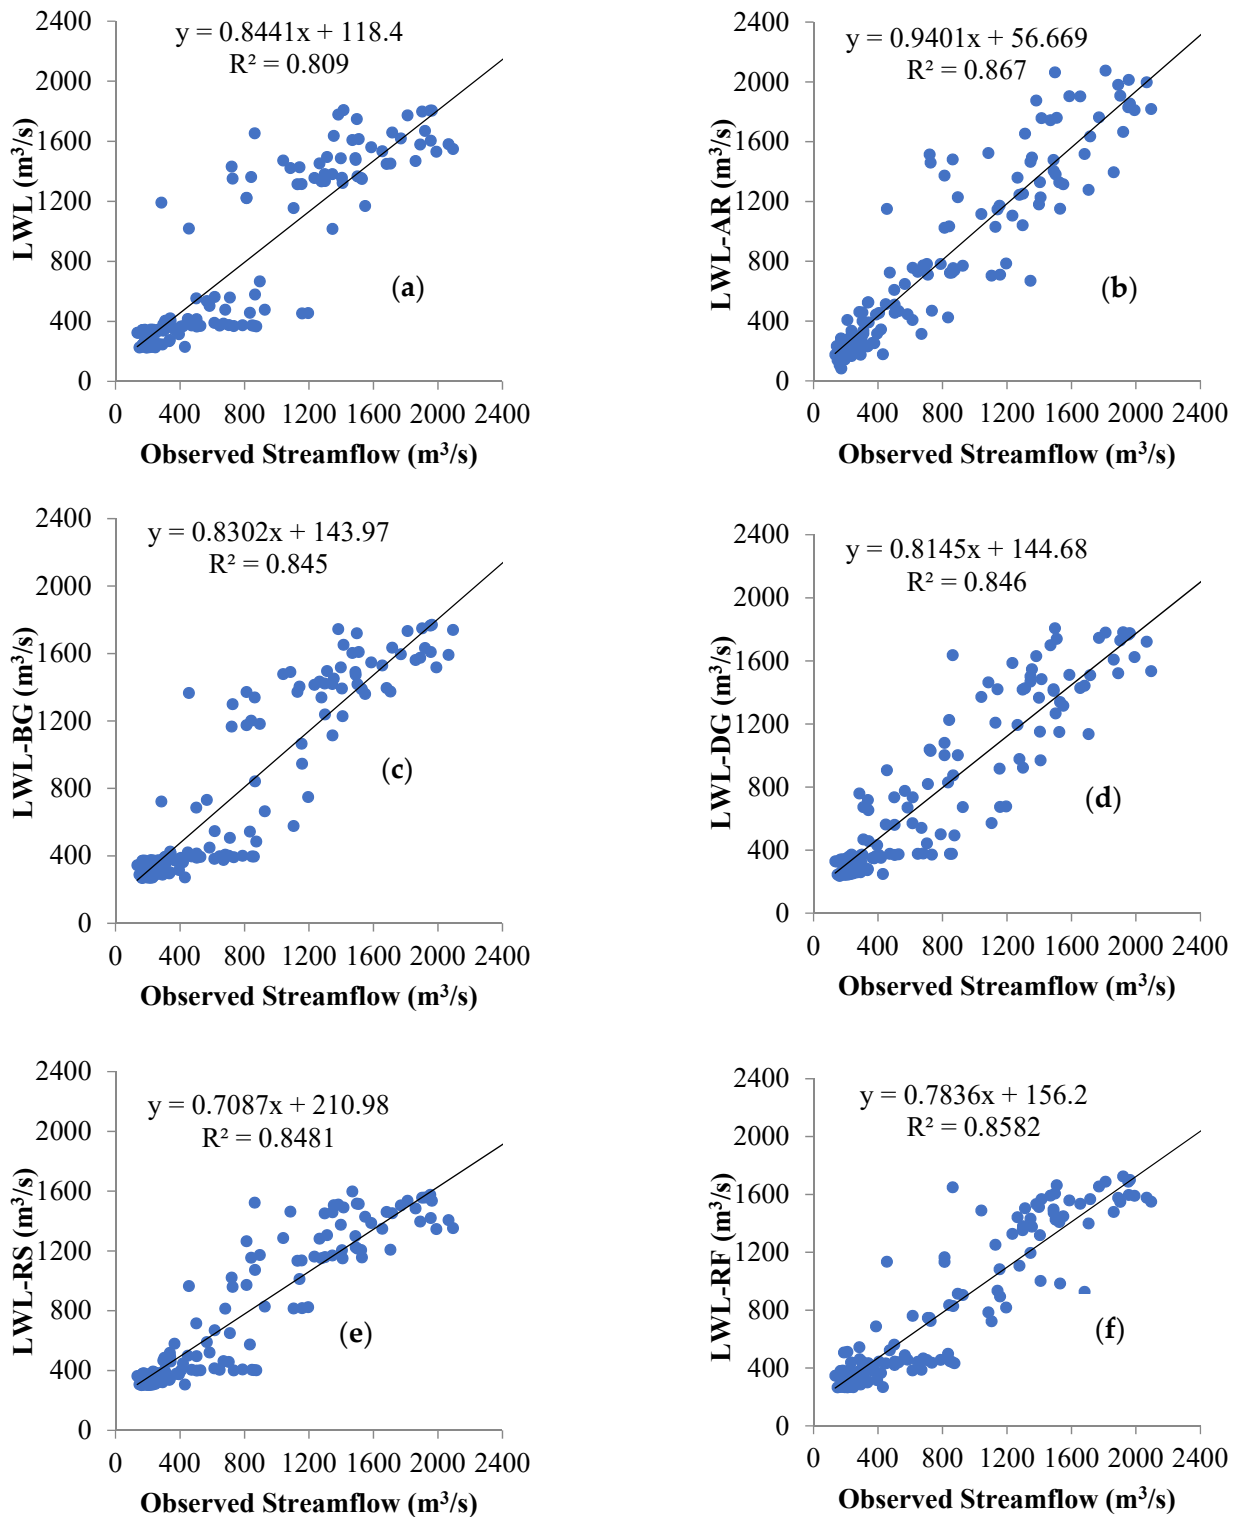 y = 0.8441x + 118.4
R² = 0.809
2400
2000
1600
1200
800
400
0
LWL (m³/s)
(a)
0 400 800 1200 1600 2000 2400
Observed Streamflow (m³/s)
y = 0.9401x + 56.669
R² = 0.867
2400
2000
1600
1200
800
400
0
LWL-AR (m³/s)
(b)
0 400 800 1200 1600 2000 2400
Observed Streamflow (m³/s)
y = 0.8302x + 143.97
R² = 0.845
2400
2000
1600
1200
800
400
0
LWL-BG (m³/s)
(c)
0 400 800 1200 1600 2000 2400
Observed Streamflow (m³/s)
y = 0.8145x + 144.68
R² = 0.846
2400
2000
1600
1200
800
400
0
LWL-DG (m³/s)
(d)
0 400 800 1200 1600 2000 2400
Observed Streamflow (m³/s)
y = 0.7087x + 210.98
R² = 0.8481
2400
2000
1600
1200
800
400
0
LWL-RS (m³/s)
(e)
0 400 800 1200 1600 2000 2400
Observed Streamflow (m³/s)
y = 0.7836x + 156.2
R² = 0.8582
2400
2000
1600
1200
800
400
0
LWL-RF (m³/s)
(f)
0 400 800 1200 1600 2000 2400
Observed Streamflow (m³/s)